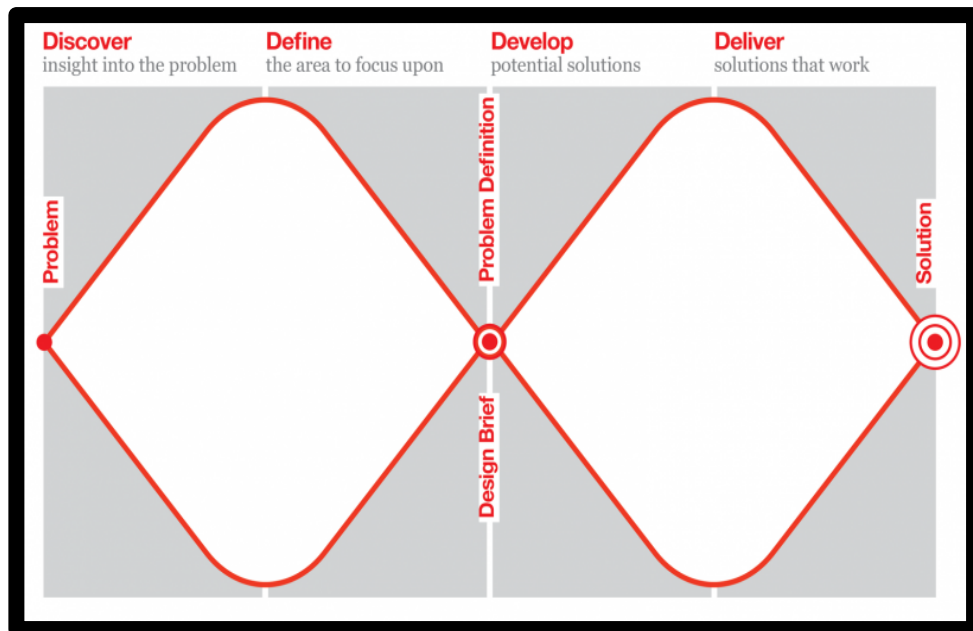 Discover
insight into the problem
Define
the area to focus upon
Develop
potential solutions
Deliver
solutions that work
Problem
Problem Definition
Design Brief
Solution